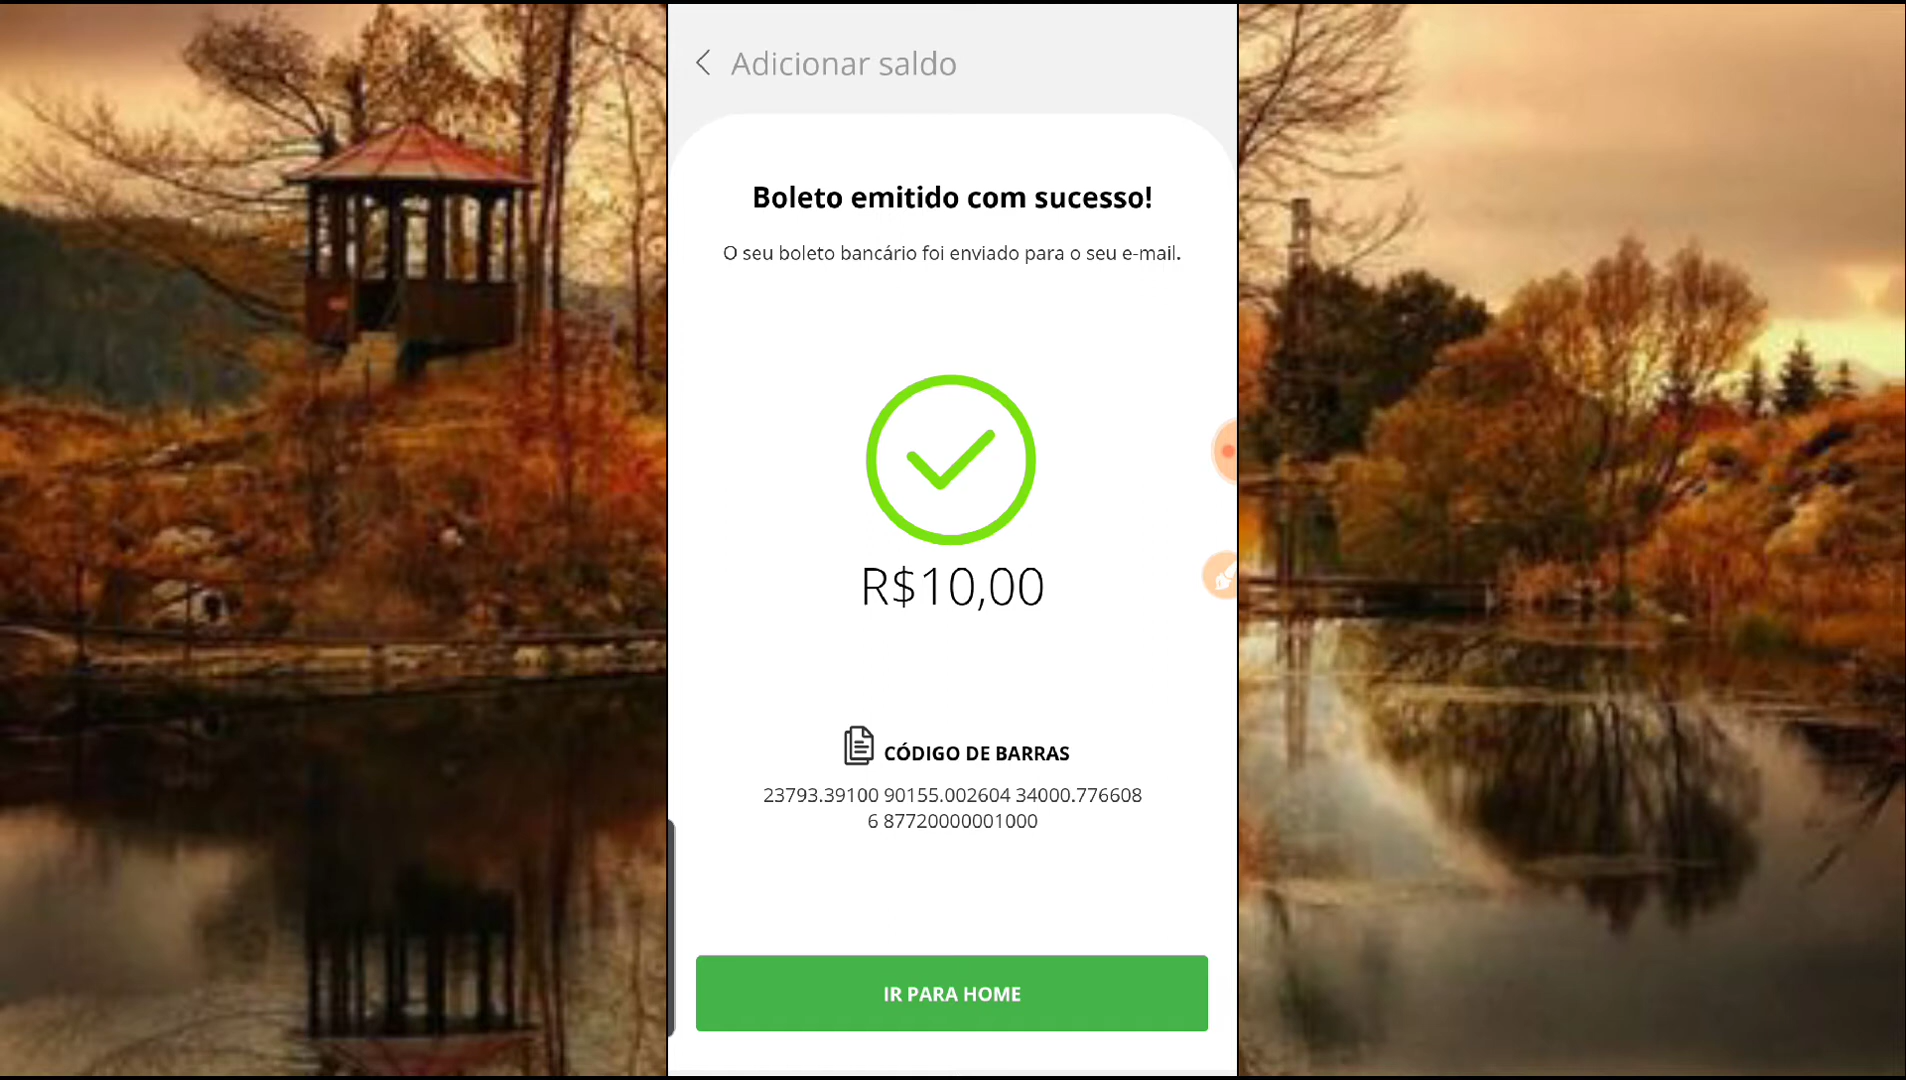 Adicionar saldo
Boleto emitido com sucesso!
O seu boleto bancário foi enviado para o seu e-mail.
R$10,00
CÓDIGO DE BARRAS
23793.39100 90155.002604 34000.776608
6 87720000001000
IR PARA HOME